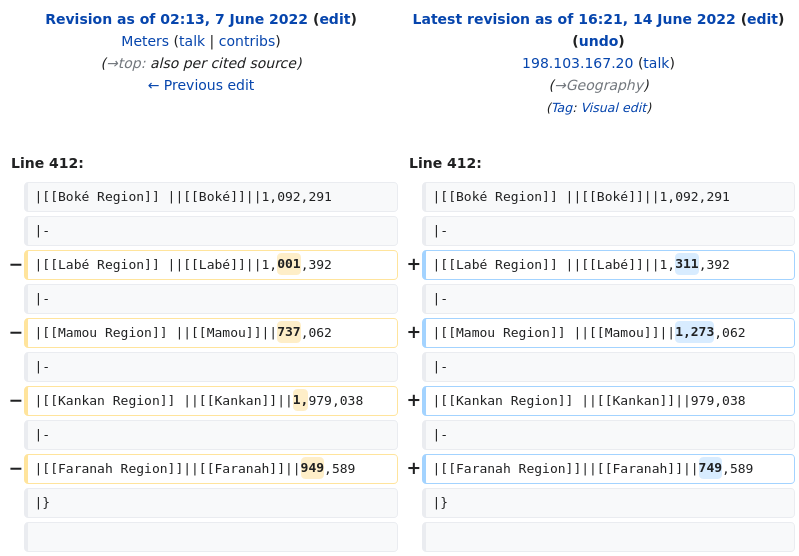 Revision as of 02:13, 7 June 2022 (edit)
Meters (talk | contribs)
(→top: also per cited source)
← Previous edit
Latest revision as of 16:21, 14 June 2022 (edit)
(undo)
198.103.167.20 (talk)
(→Geography)
(Tag: Visual edit)
Line 412:
Line 412:
|[[Boké Region]] ||[[Boké]]||1,092,291
|[[Boké Region]] ||[[Boké]]||1,092,291
|-
|-
− |[[Labé Region]] ||[[Labé]]||1,001,392
+ |[[Labé Region]] ||[[Labé]]||1,311,392
|-
|-
− |[[Mamou Region]] ||[[Mamou]]||737,062
+ |[[Mamou Region]] ||[[Mamou]]||1,273,062
|-
|-
− |[[Kankan Region]] ||[[Kankan]]||1,979,038
+ |[[Kankan Region]] ||[[Kankan]]||979,038
|-
|-
− |[[Faranah Region]]||[[Faranah]]||949,589
+ |[[Faranah Region]]||[[Faranah]]||749,589
|}
|}